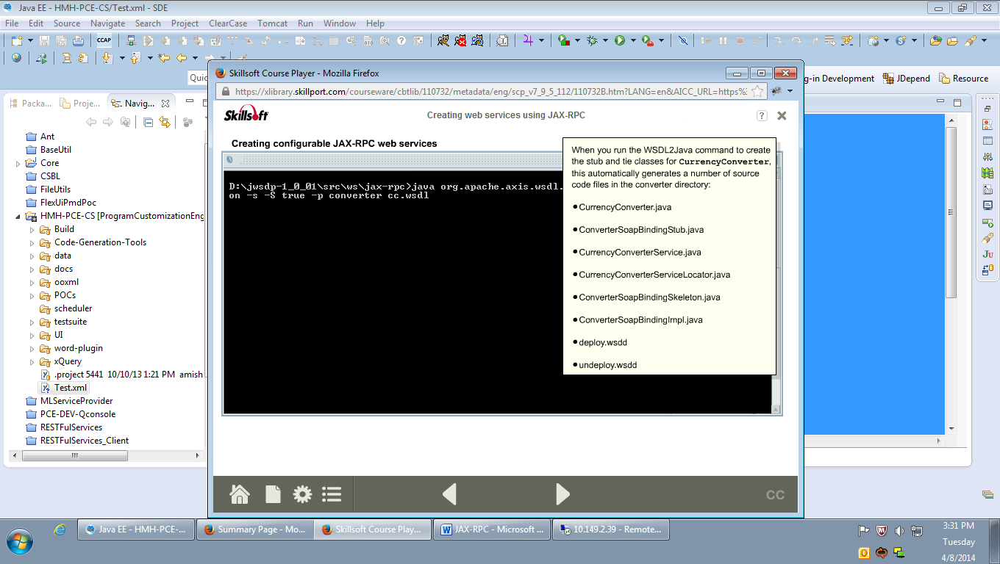 Java EE - HMH-PCE-CS/Test.xml - SDE
File Edit Source Navigate Search Project ClearCase Tomcat Run Window Help
CCAP
Quic
g-in Development JDepend Resource
Packa... Proje... Navig...
Ant
BaseUtil
Core
CSBL
FileUtils
FlexUiPmdPoc
HMH-PCE-CS [ProgramCustomizationEng
Build
Code-Generation-Tools
data
docs
ooxml
POCs
scheduler
testsuite
UI
word-plugin
xQuery
.project 5441 10/10/13 1:21 PM amish
Test.xml
MLServiceProvider
PCE-DEV-Qconsole
RESTFulServices
RESTFulServices_Client
Skillsoft Course Player - Mozilla Firefox
https://xlibrary.skillport.com/courseware/cbtlib/110732/metadata/eng/scp_v7_9_5_112/110732B.htm?LANG=en&AICC_URL=https%3
Skillsoft
Creating web services using JAX-RPC
?
Creating configurable JAX-RPC web services
D:\jwsdp-1_0_01\src\ws\jax-rpc>java org.apache.axis.wsdl.
on -s -S true -p converter cc.wsdl
When you run the WSDL2Java command to create
the stub and tie classes for CurrencyConverter,
this automatically generates a number of source
code files in the converter directory:
● CurrencyConverter.java
● ConverterSoapBindingStub.java
● CurrencyConverterService.java
● CurrencyConverterServiceLocator.java
● ConverterSoapBindingSkeleton.java
● ConverterSoapBindingImpl.java
● deploy.wsdd
● undeploy.wsdd
CC
Ju
Java EE - HMH-PCE-... Summary Page - Mo... Skillsoft Course Play... JAX-RPC - Microsoft ... 10.149.2.39 - Remote...
3:31 PM
Tuesday
4/8/2014